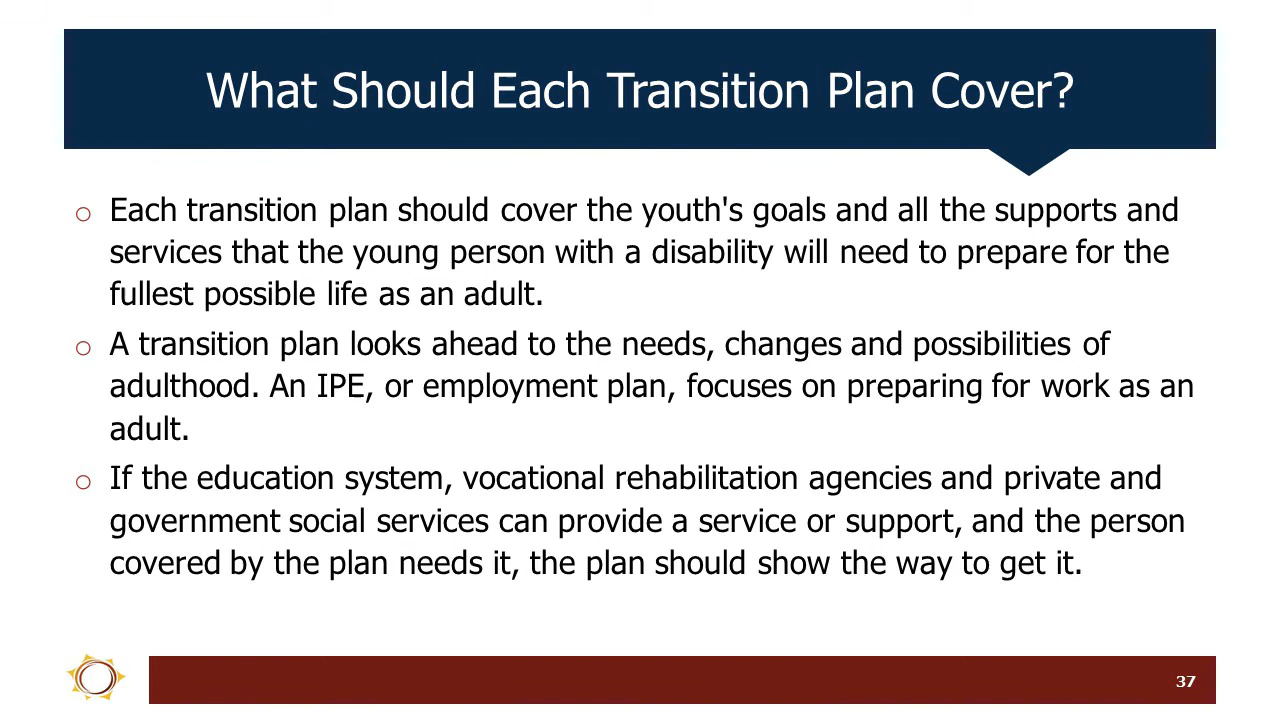 What Should Each Transition Plan Cover?
o Each transition plan should cover the youth's goals and all the supports and
services that the young person with a disability will need to prepare for the
fullest possible life as an adult.
o A transition plan looks ahead to the needs, changes and possibilities of
adulthood. An IPE, or employment plan, focuses on preparing for work as an
adult.
o If the education system, vocational rehabilitation agencies and private and
government social services can provide a service or support, and the person
covered by the plan needs it, the plan should show the way to get it.
37